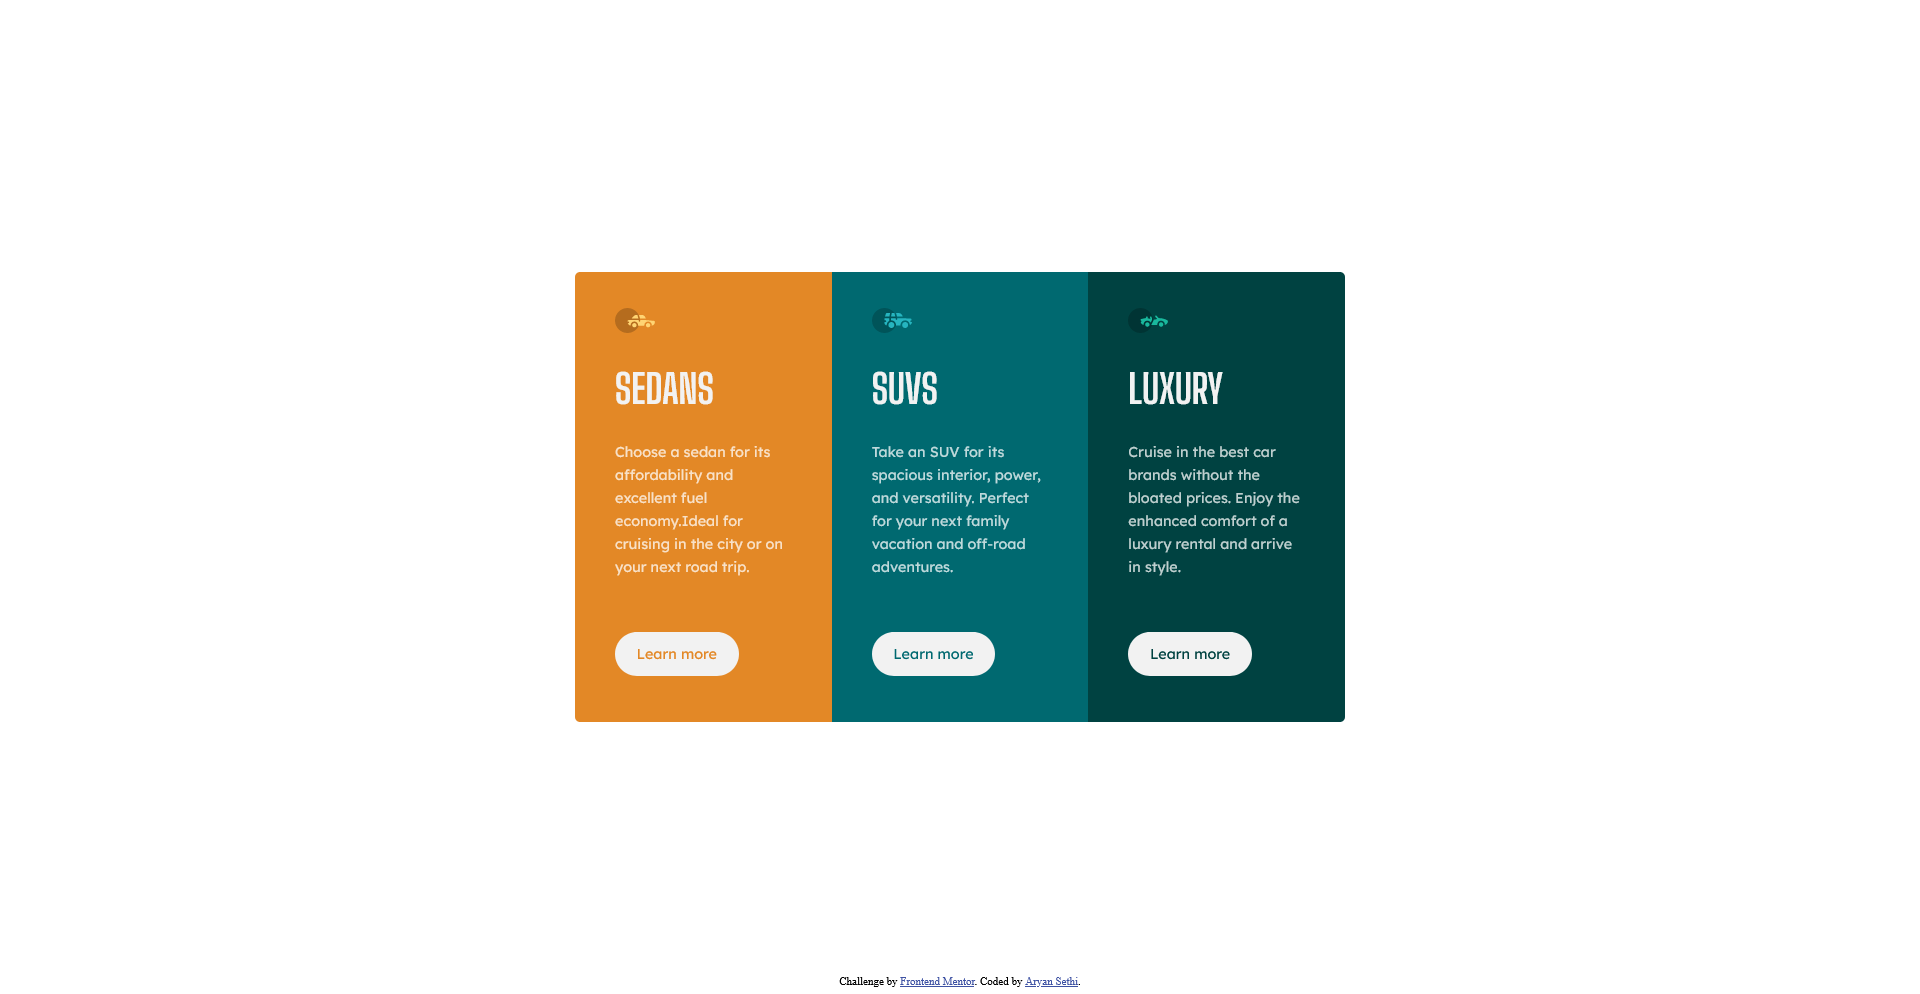 SEDANS
Choose a sedan for its
affordability and
excellent fuel
economy.Ideal for
cruising in the city or on
your next road trip.
Learn more
SUVS
Take an SUV for its
spacious interior, power,
and versatility. Perfect
for your next family
vacation and off-road
adventures.
Learn more
LUXURY
Cruise in the best car
brands without the
bloated prices. Enjoy the
enhanced comfort of a
luxury rental and arrive
in style.
Learn more
Challenge by Frontend Mentor. Coded by Aryan Sethi.